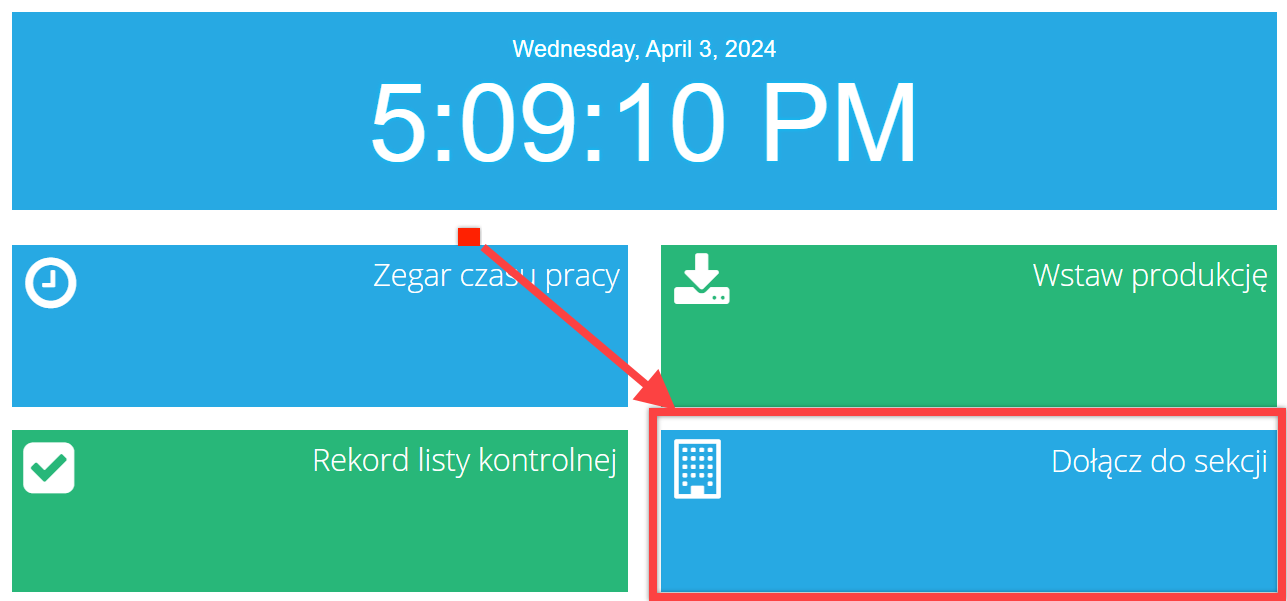 Wednesday, April 3, 2024
5:09:10 PM
Zegar czasu pracy
Wstaw produkcję
Rekord listy kontrolnej
Dołącz do sekcji